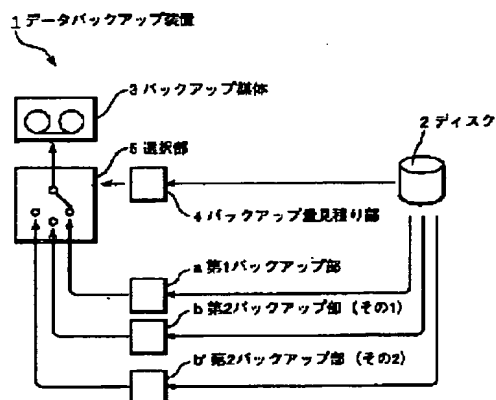 1 データバックアップ装置
3 バックアップ媒体
2 ディスク
5 選択部
4 バックアップ量見積り部
a 第1バックアップ部
b 第2バックアップ部（その1）
b' 第2バックアップ部（その2）